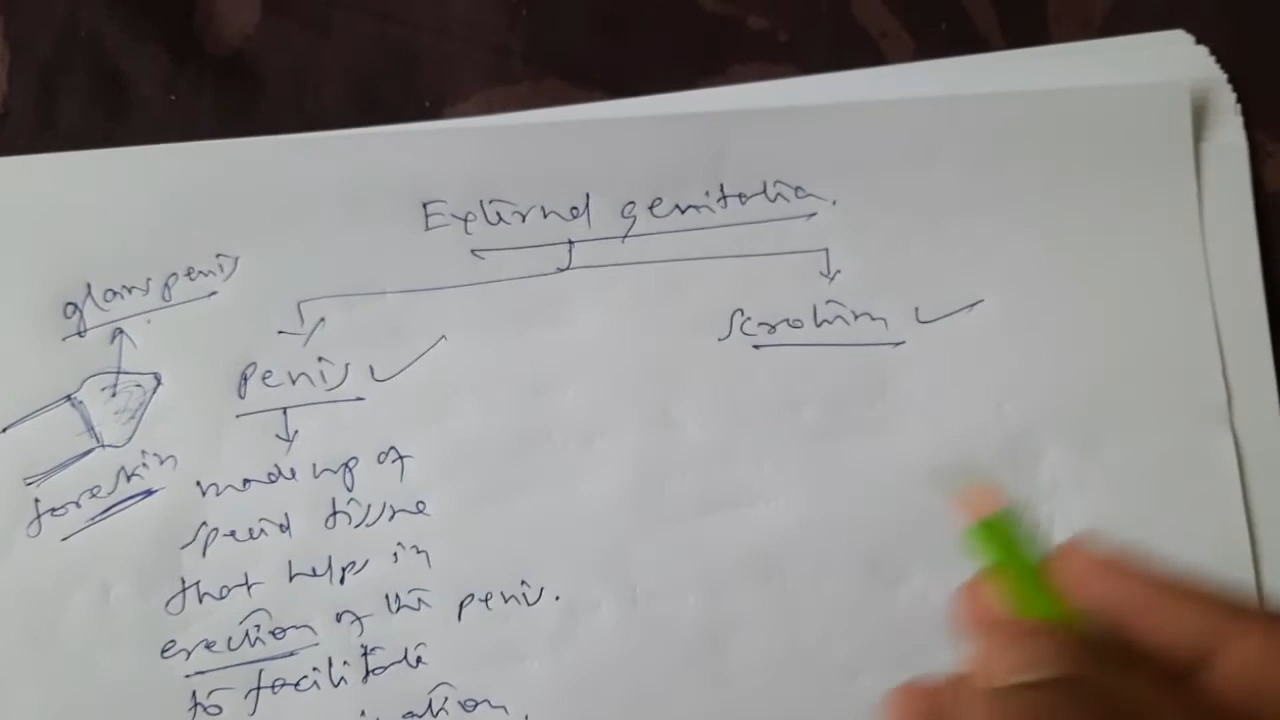 External genitalia.
glans penis
penis
scrotum
foreskin
made up of
special tissue
that helps in
erection of the penis.
to facilitate